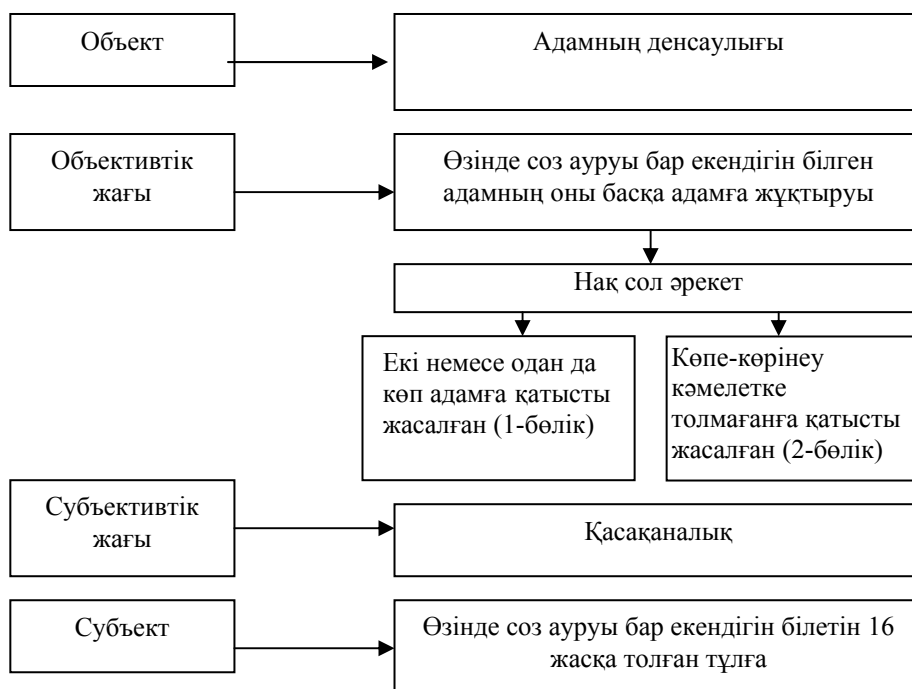 Объект
Адамның денсаулығы
Объективтік
жағы
Өзінде соз ауруы бар екендігін білген
адамның оны басқа адамға жұқтыруы
Нақ сол әрекет
Екі немесе одан да
көп адамға қатысты
жасалған (1-бөлік)
Көпе-көрінеу
кәмелетке
толмағанға қатысты
жасалған (2-бөлік)
Субъективтік
жағы
Қасақаналық
Субъект
Өзінде соз ауруы бар екендігін білетін 16
жасқа толған тұлға